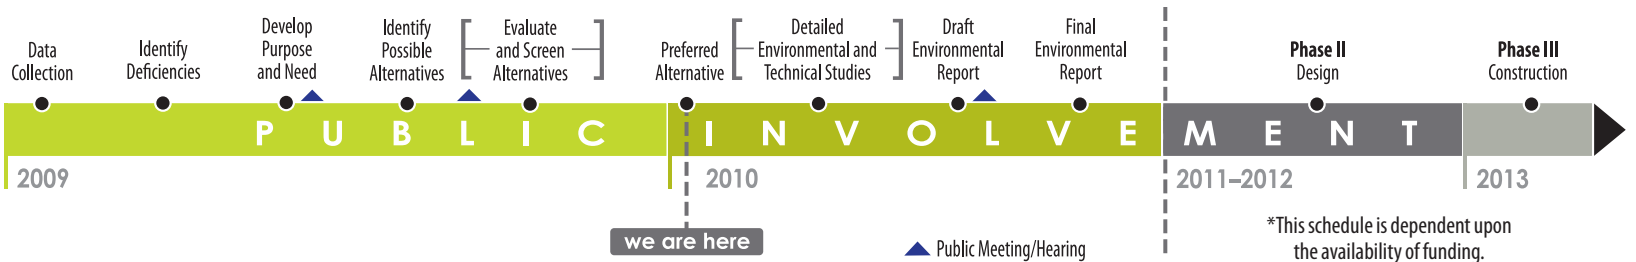 Data
Collection
Identify
Deficiencies
Develop
Purpose
and Need
Identify
Possible
Alternatives
Evaluate
and Screen
Alternatives
Preferred
Alternative
Detailed
Environmental and
Technical Studies
Draft
Environmental
Report
Final
Environmental
Report
Phase II
Design
Phase III
Construction
PUBLIC INVOLVEMENT
2009
2010
2011–2012
2013
we are here
Public Meeting/Hearing
*This schedule is dependent upon
the availability of funding.